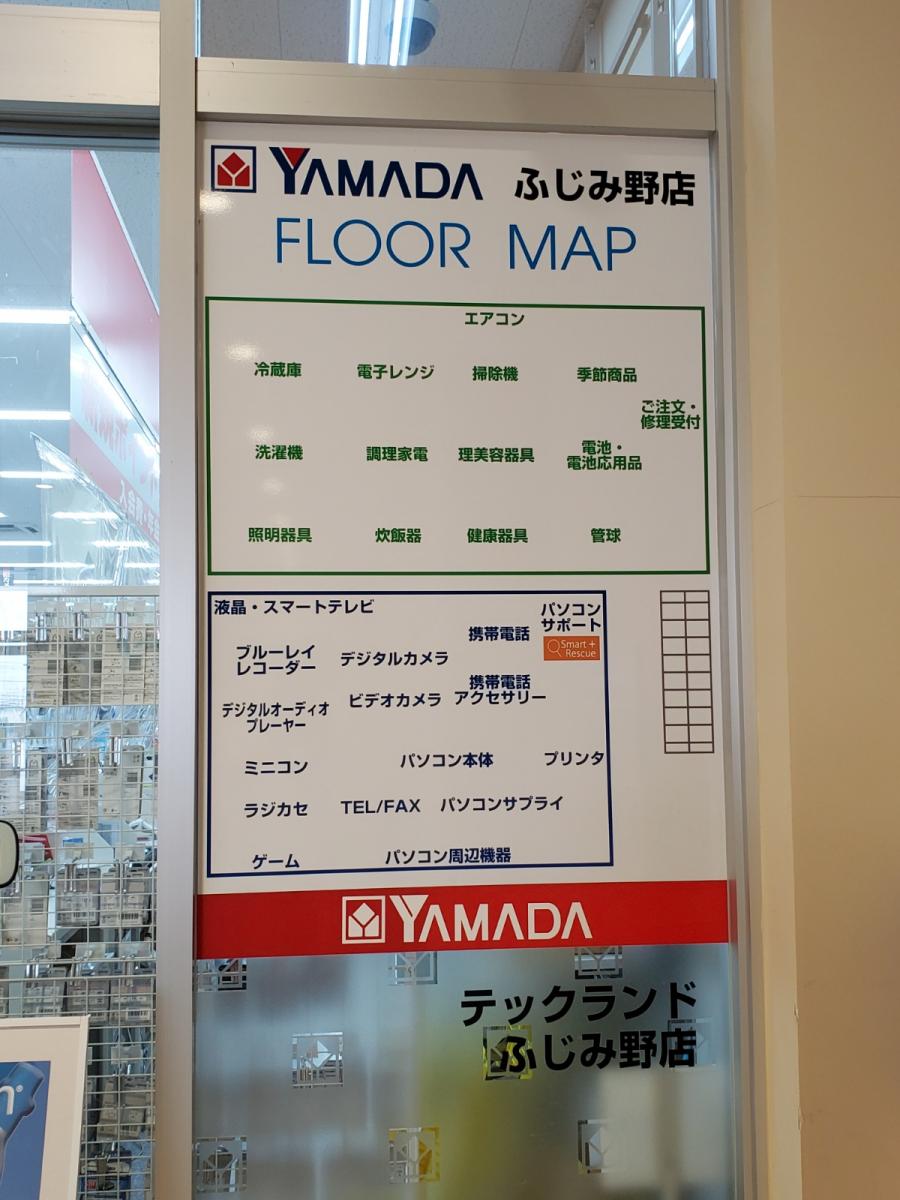 YAMADA ふじみ野店
FLOOR MAP
エアコン
冷蔵庫 電子レンジ 掃除機 季節商品
ご注文・
修理受付
洗濯機 調理家電 理美容器具
電池・
電池応用品
照明器具 炊飯器 健康器具 管球
液晶・スマートテレビ
パソコン
サポート
Smart +
Rescue
携帯電話
ブルーレイ
レコーダー
デジタルカメラ
携帯電話
アクセサリー
ビデオカメラ
デジタルオーディオ
プレーヤー
ミニコン パソコン本体 プリンタ
ラジカセ TEL/FAX パソコンサプライ
ゲーム パソコン周辺機器
YAMADA
テックランド
ふじみ野店